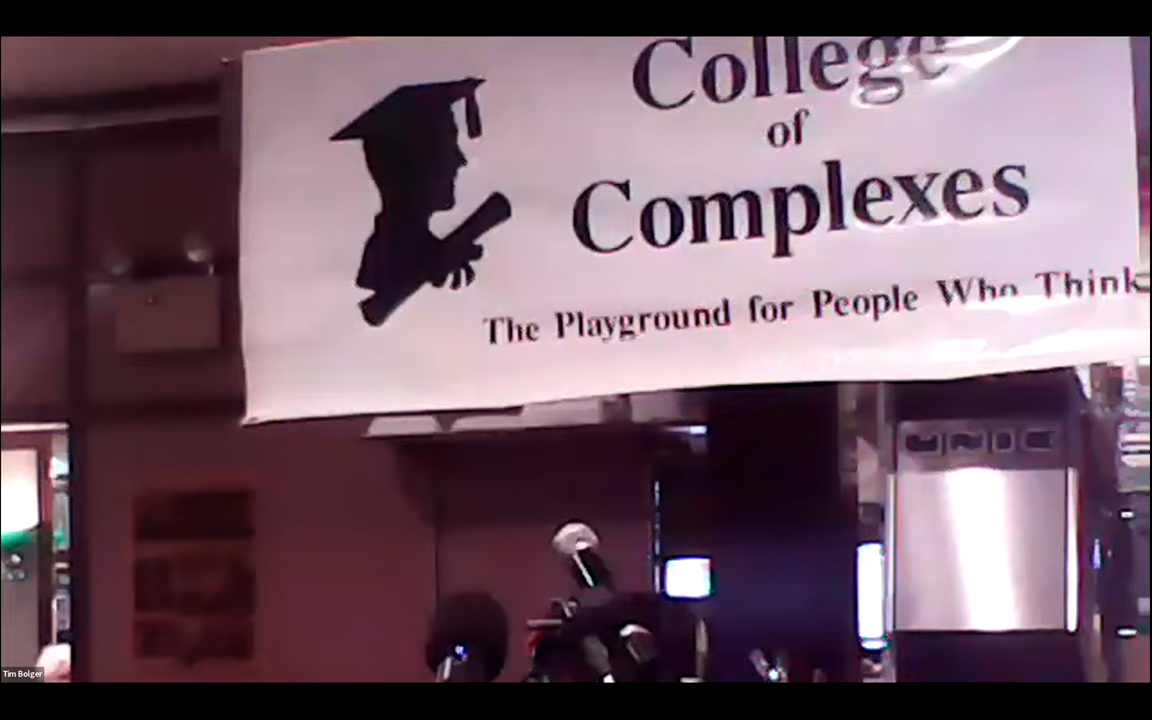 College
of
Complexes
The Playground for People Who Think
Tim Bolger